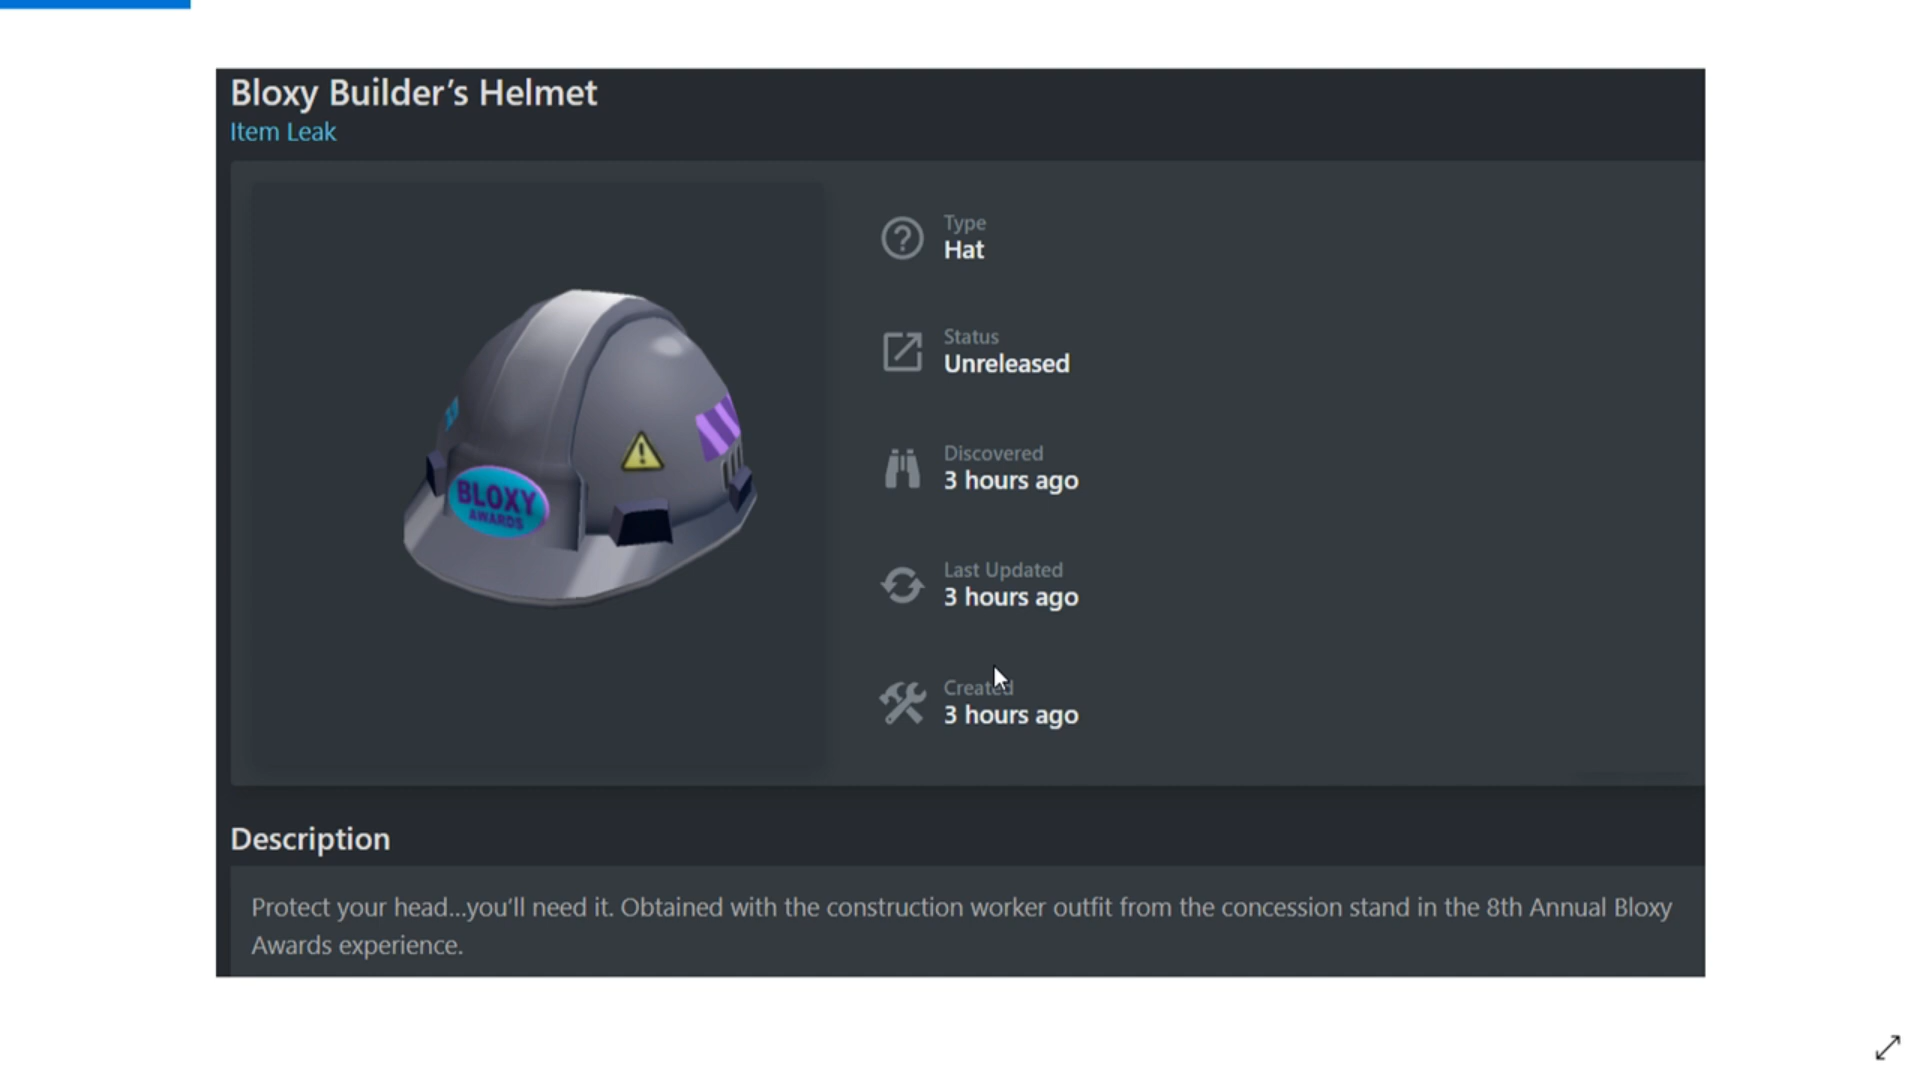 Bloxy Builder’s Helmet
Item Leak
Type
Hat
Status
Unreleased
Discovered
3 hours ago
Last Updated
3 hours ago
Created
3 hours ago
BLOXY
AWARDS
Description
Protect your head...you'll need it. Obtained with the construction worker outfit from the concession stand in the 8th Annual Bloxy
Awards experience.